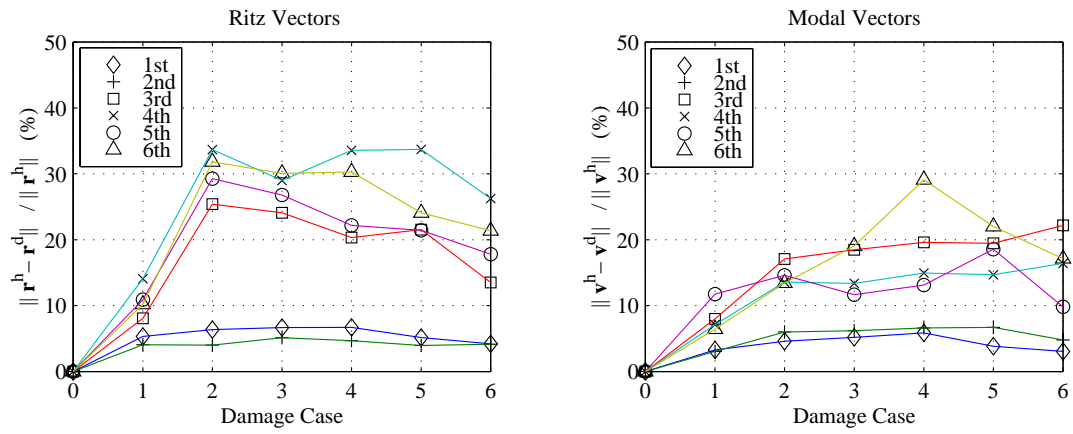 Ritz Vectors
50
40
30
20
10
0
0 1 2 3 4 5 6
Damage Case
|| r^h − r^d || / || r^h || (%)
1st
2nd
3rd
4th
5th
6th
Modal Vectors
50
40
30
20
10
0
0 1 2 3 4 5 6
Damage Case
|| v^h − v^d || / || v^h || (%)
1st
2nd
3rd
4th
5th
6th